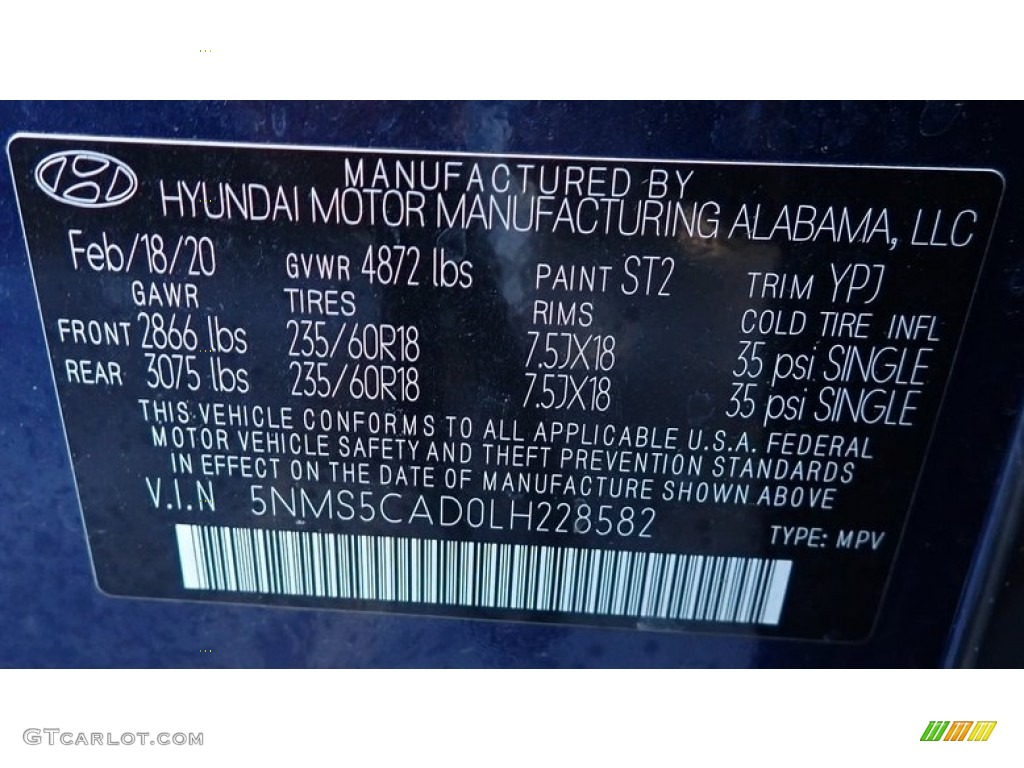 MANUFACTURED BY
HYUNDAI MOTOR MANUFACTURING ALABAMA, LLC
Feb/18/20 GVWR 4872 lbs PAINT ST2 TRIM YPJ
GAWR TIRES RIMS COLD TIRE INFL
FRONT 2866 lbs 235/60R18 7.5JX18 35 psi SINGLE
REAR 3075 lbs 235/60R18 7.5JX18 35 psi SINGLE
THIS VEHICLE CONFORMS TO ALL APPLICABLE U.S.A. FEDERAL
MOTOR VEHICLE SAFETY AND THEFT PREVENTION STANDARDS
IN EFFECT ON THE DATE OF MANUFACTURE SHOWN ABOVE
V.I.N 5NMS5CAD0LH228582
TYPE: MPV
GTCARLOT.COM